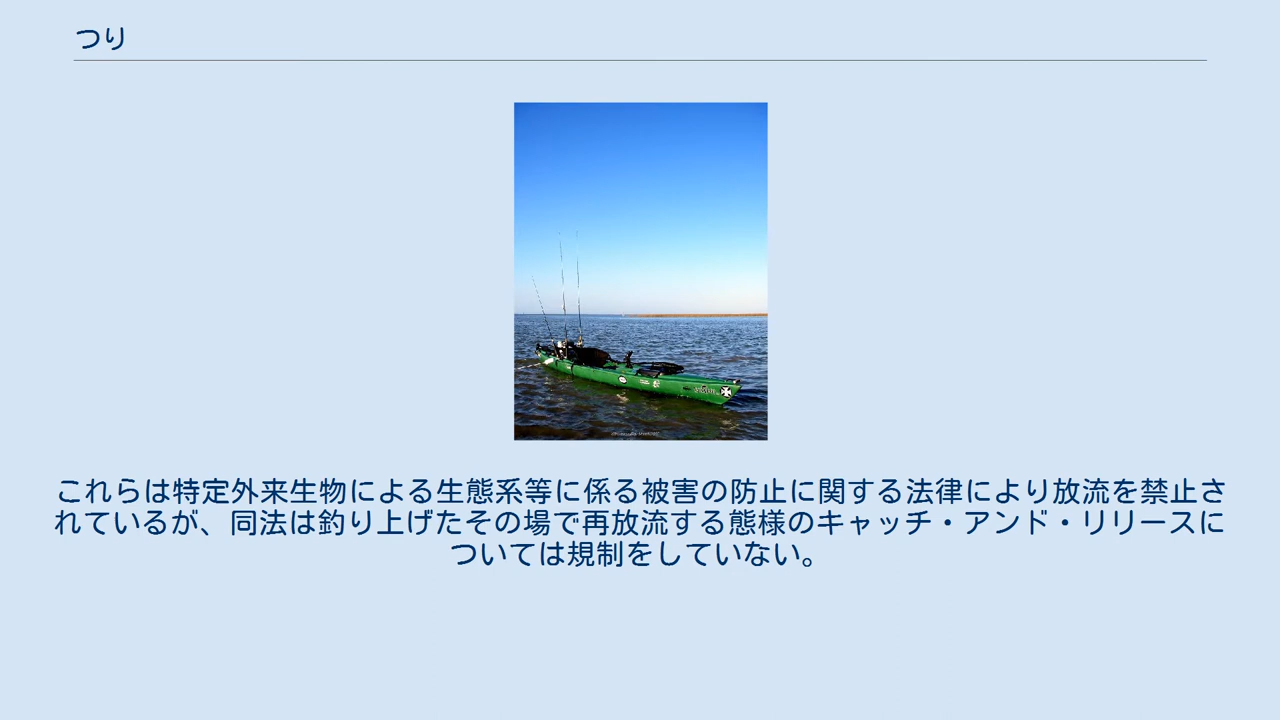 つり
これらは特定外来生物による生態系等に係る被害の防止に関する法律により放流を禁止さ
れているが、同法は釣り上げたその場で再放流する態様のキャッチ・アンド・リリースに
ついては規制をしていない。